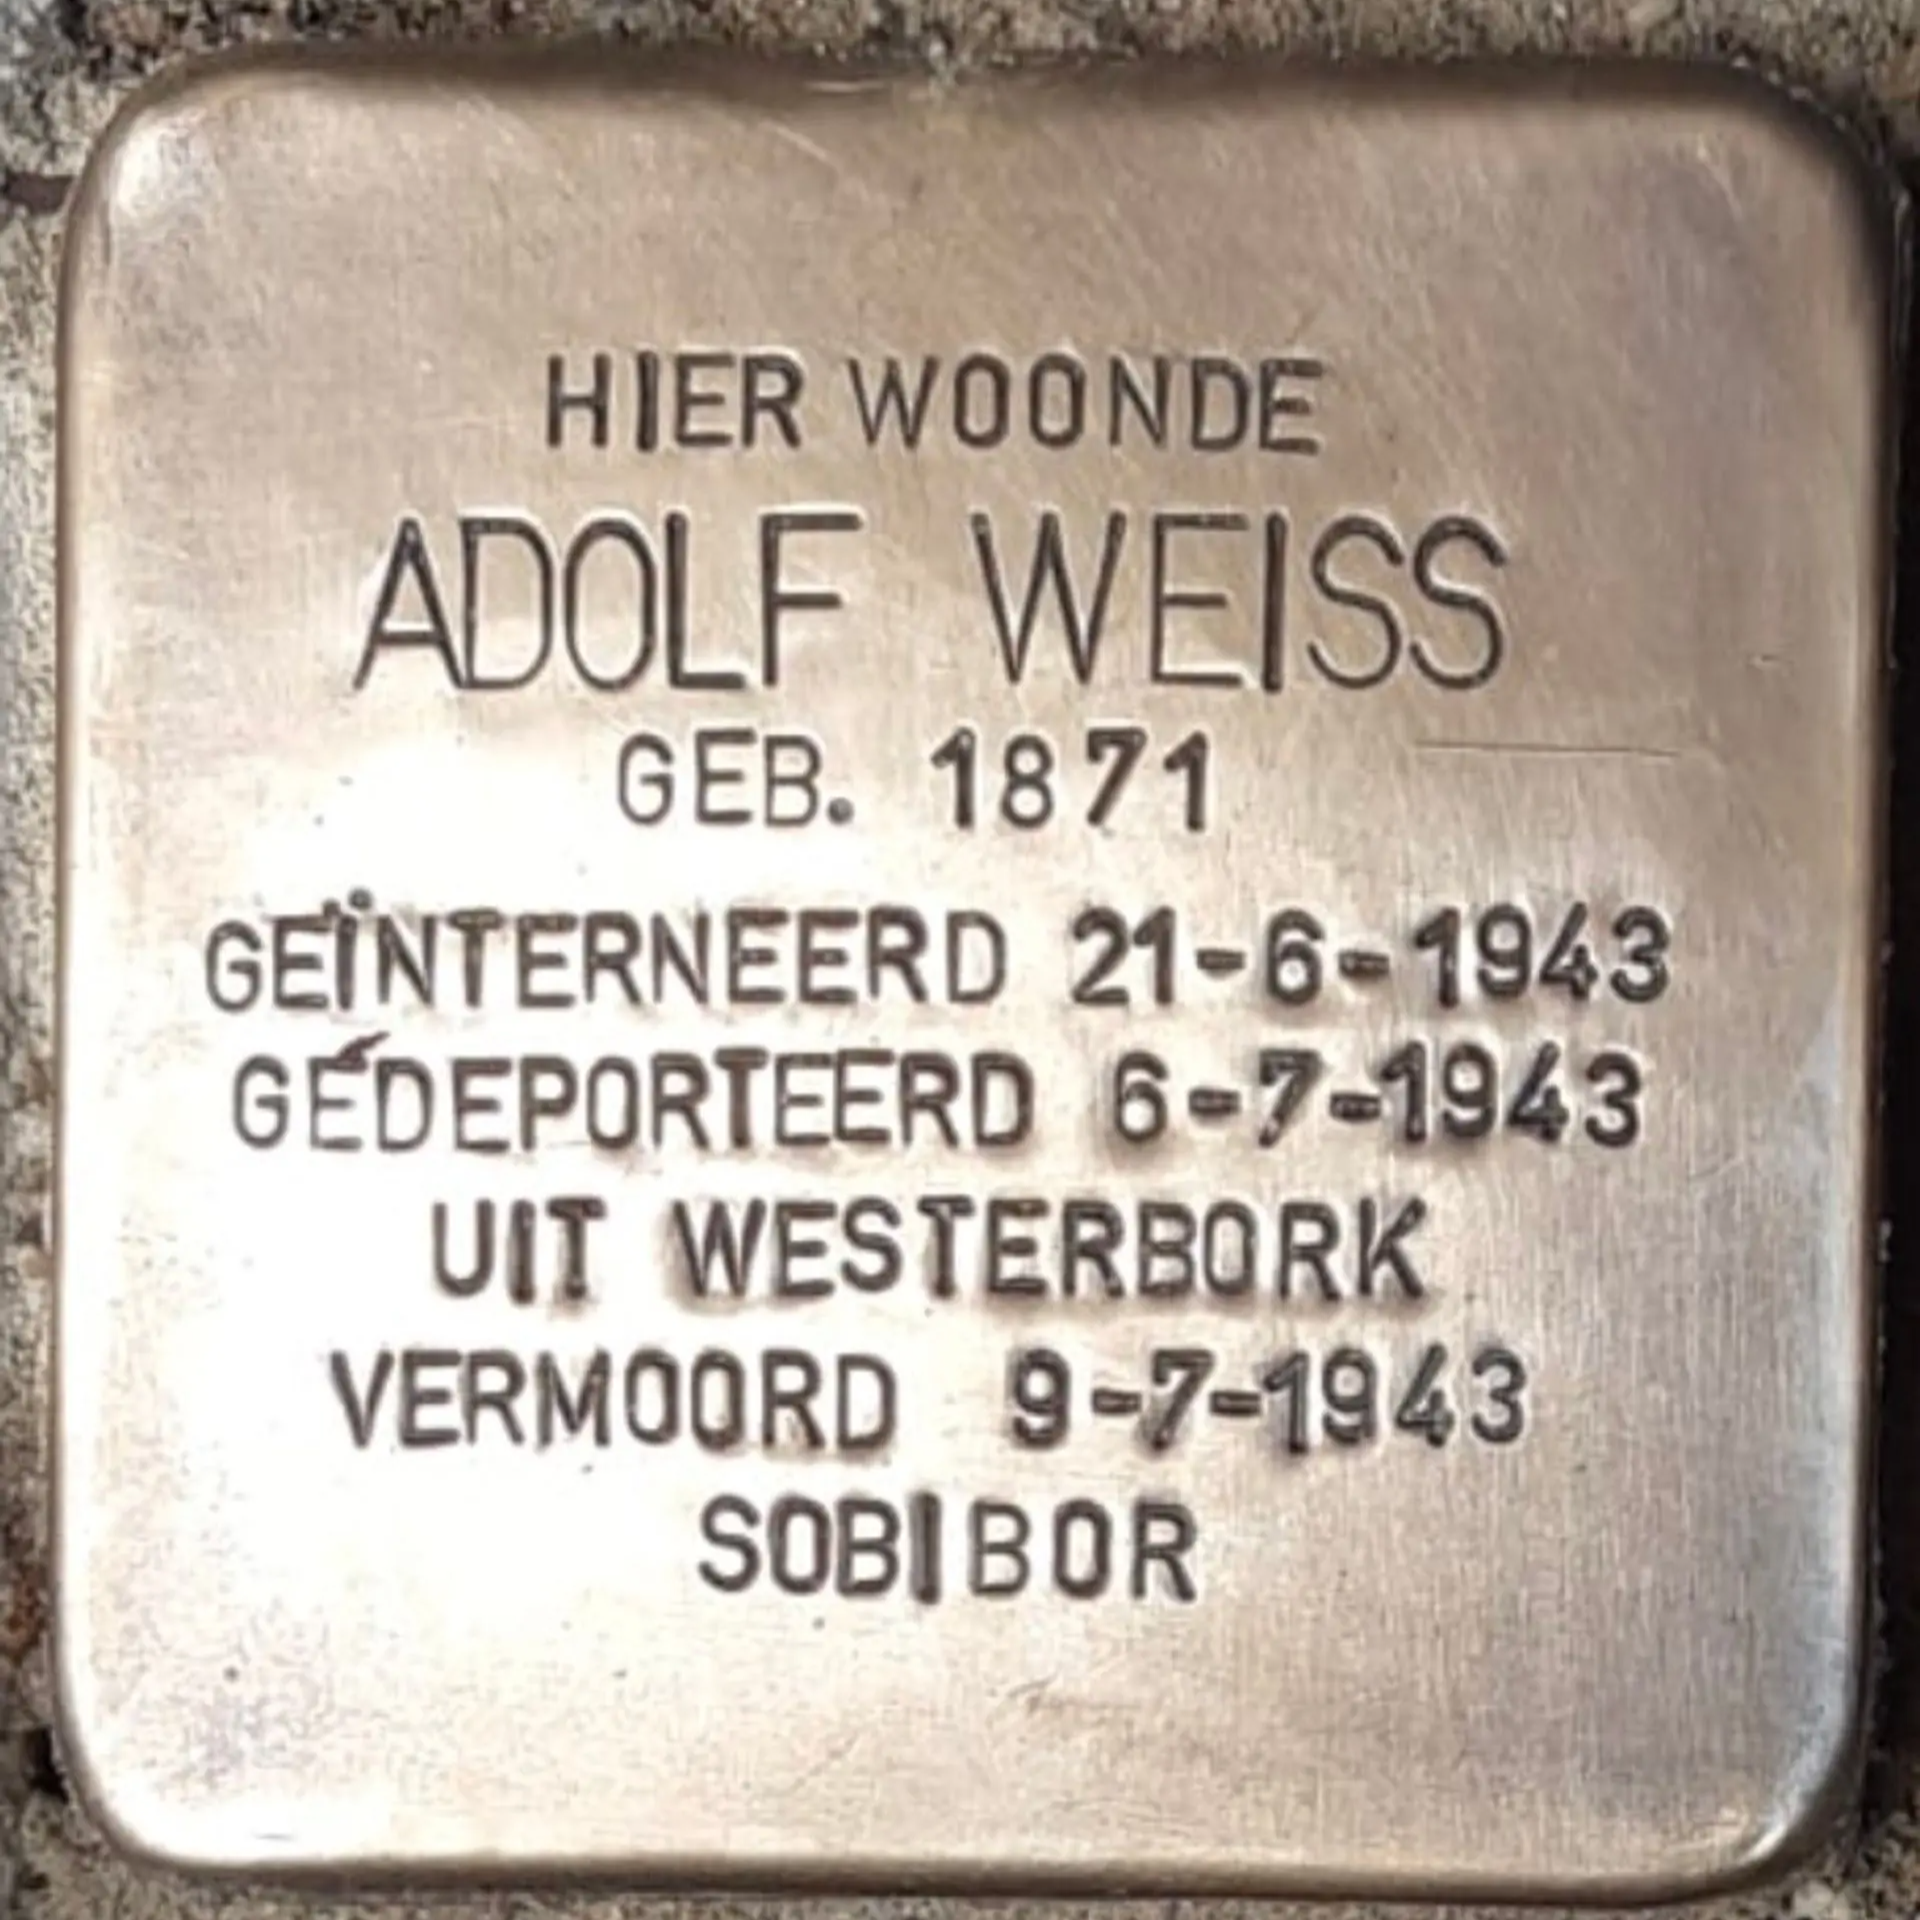 HIER WOONDE
ADOLF WEISS
GEB. 1871
GEÏNTERNEERD 21-6-1943
GEDEPORTEERD 6-7-1943
UIT WESTERBORK
VERMOORD 9-7-1943
SOBIBOR